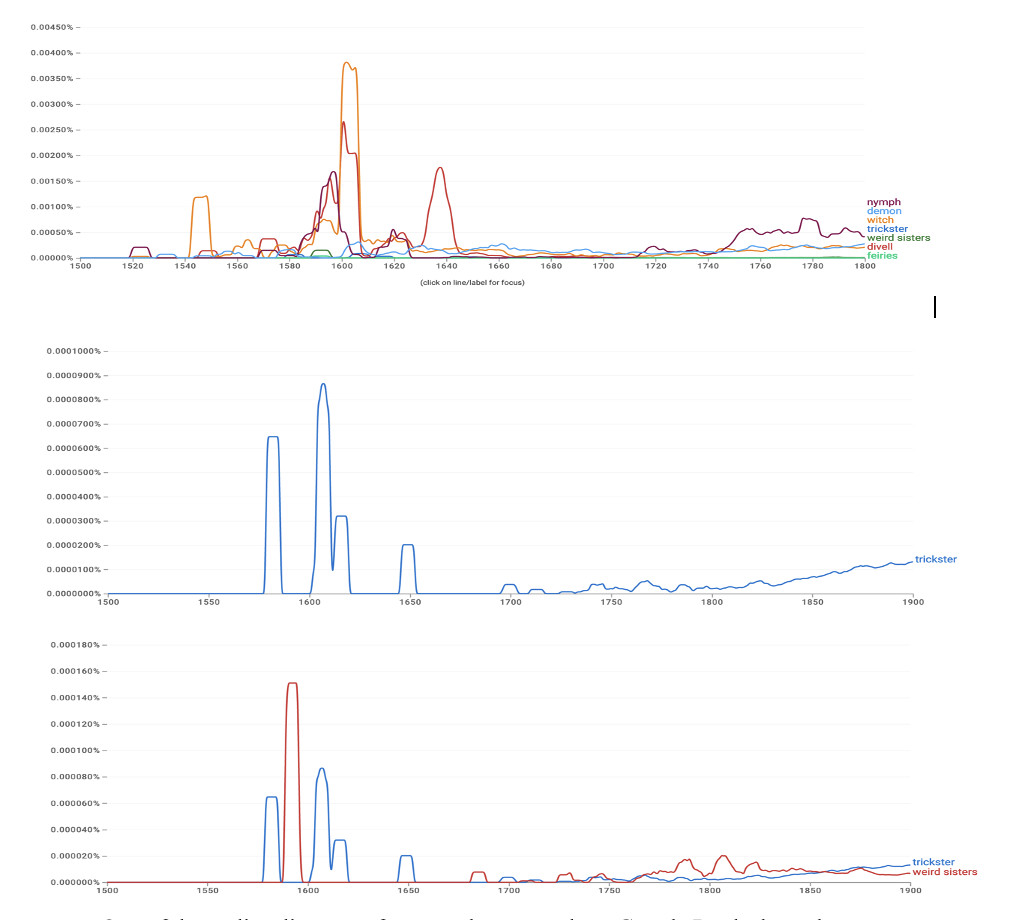 0.00450%
0.00400%
0.00350%
0.00300%
0.00250%
0.00200%
0.00150%
0.00100%
0.00050%
0.00000%
1500 1520 1540 1560 1580 1600 1620 1640 1660 1680 1700 1720 1740 1760 1780 1800
nymph
demon
witch
trickster
weird sisters
divell
feiries
(click on line/label for focus)
0.0001000%
0.0000900%
0.0000800%
0.0000700%
0.0000600%
0.0000500%
0.0000400%
0.0000300%
0.0000200%
0.0000100%
0.0000000%
1500 1550 1600 1650 1700 1750 1800 1850 1900
trickster
0.000180%
0.000160%
0.000140%
0.000120%
0.000100%
0.000080%
0.000060%
0.000040%
0.000020%
0.000000%
1500 1550 1600 1650 1700 1750 1800 1850 1900
trickster
weird sisters